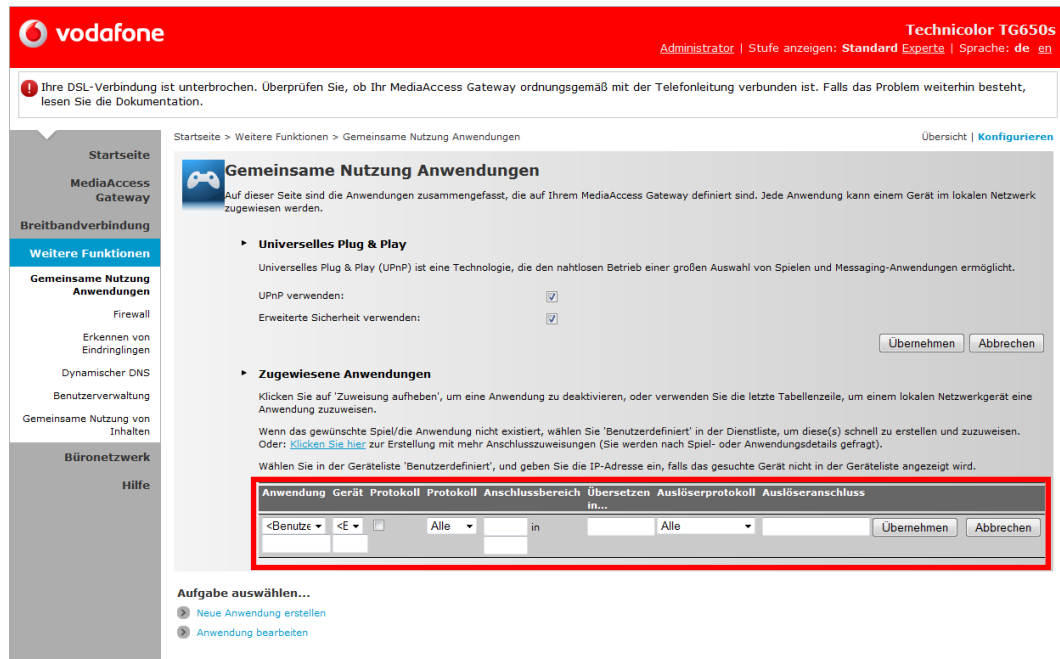 vodafone
Technicolor TG650s
Administrator | Stufe anzeigen: Standard Experte | Sprache: de en
Ihre DSL-Verbindung ist unterbrochen. Überprüfen Sie, ob Ihr MediaAccess Gateway ordnungsgemäß mit der Telefonleitung verbunden ist. Falls das Problem weiterhin besteht,
lesen Sie die Dokumentation.
Startseite > Weitere Funktionen > Gemeinsame Nutzung Anwendungen
Übersicht | Konfigurieren
Startseite
MediaAccess
Gateway
Breitbandverbindung
Weitere Funktionen
Gemeinsame Nutzung
Anwendungen
Firewall
Erkennen von
Eindringlingen
Dynamischer DNS
Benutzerverwaltung
Gemeinsame Nutzung von
Inhalten
Büronetzwerk
Hilfe
Gemeinsame Nutzung Anwendungen
Auf dieser Seite sind die Anwendungen zusammengefasst, die auf Ihrem MediaAccess Gateway definiert sind. Jede Anwendung kann einem Gerät im lokalen Netzwerk
zugewiesen werden.
Universelles Plug & Play
Universelles Plug & Play (UPnP) ist eine Technologie, die den nahtlosen Betrieb einer großen Auswahl von Spielen und Messaging-Anwendungen ermöglicht.
UPnP verwenden:
Erweiterte Sicherheit verwenden:
Übernehmen Abbrechen
Zugewiesene Anwendungen
Klicken Sie auf 'Zuweisung aufheben', um eine Anwendung zu deaktivieren, oder verwenden Sie die letzte Tabellenzeile, um einem lokalen Netzwerkgerät eine
Anwendung zuzuweisen.
Wenn das gewünschte Spiel/die Anwendung nicht existiert, wählen Sie 'Benutzerdefiniert' in der Dienstliste, um diese(s) schnell zu erstellen und zuzuweisen.
Oder: Klicken Sie hier zur Erstellung mit mehr Anschlusszuweisungen (Sie werden nach Spiel- oder Anwendungsdetails gefragt).
Wählen Sie in der Geräteliste 'Benutzerdefiniert', und geben Sie die IP-Adresse ein, falls das gesuchte Gerät nicht in der Geräteliste angezeigt wird.
Anwendung Gerät Protokoll Protokoll Anschlussbereich Übersetzen in... Auslöserprotokoll Auslöseranschluss
<Benutze <E Alle in Alle Übernehmen Abbrechen
Aufgabe auswählen...
Neue Anwendung erstellen
Anwendung bearbeiten